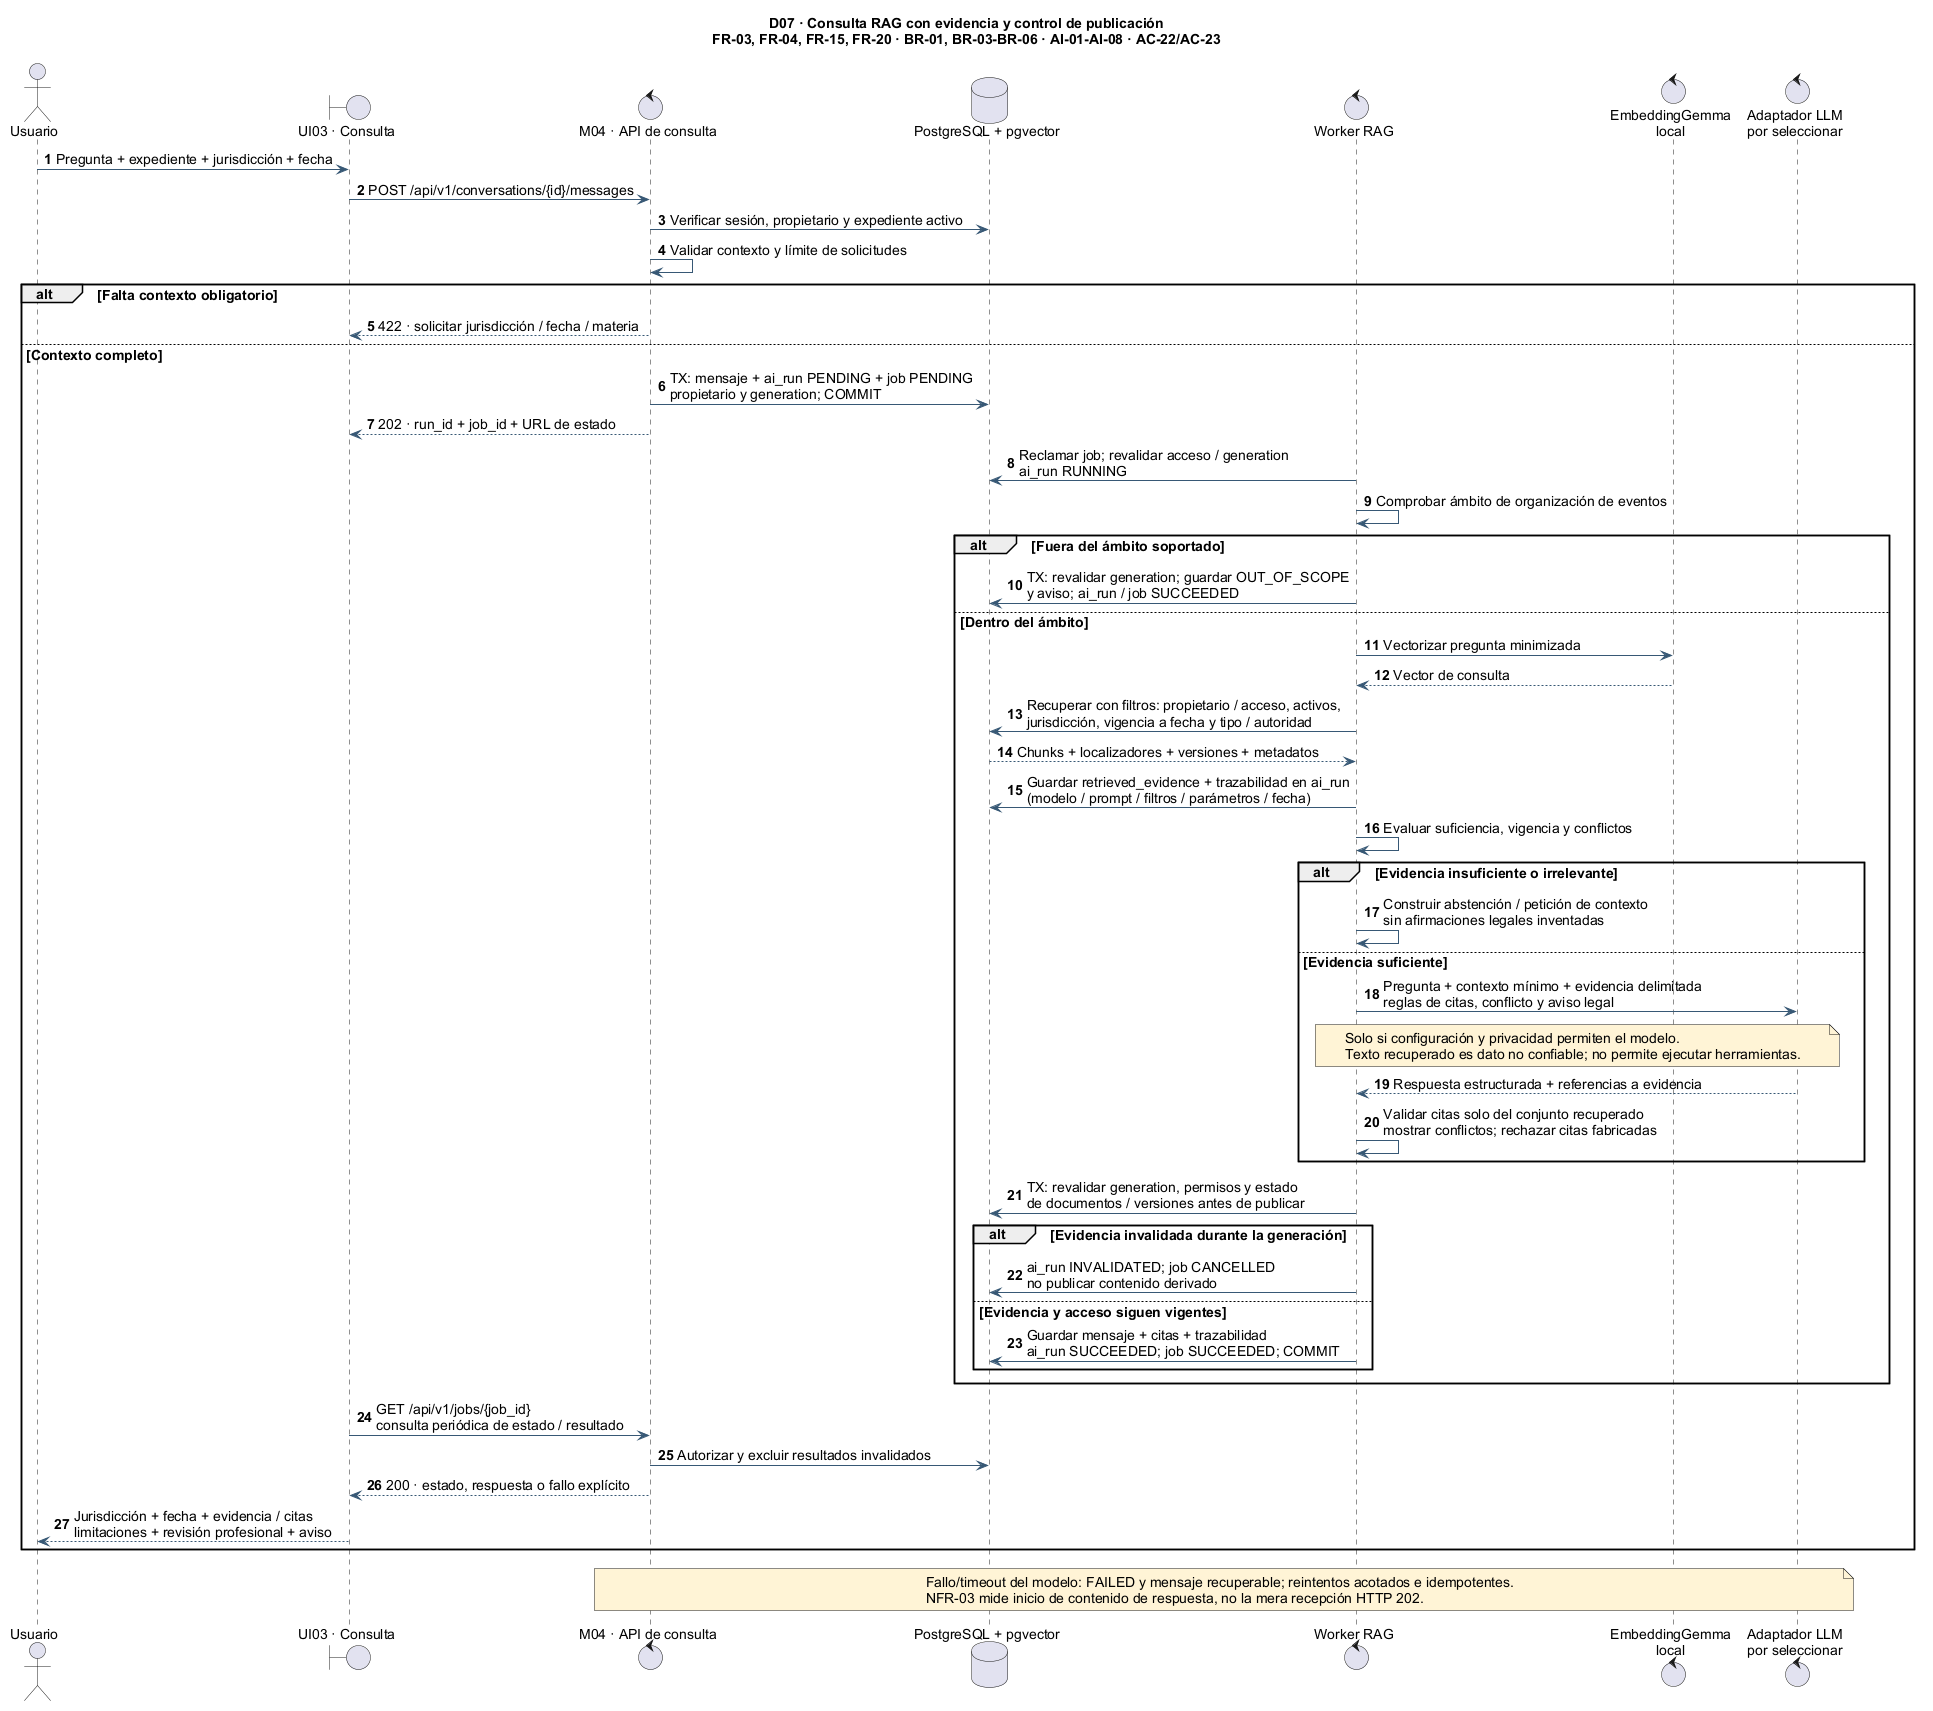 D07 · Consulta RAG con evidencia y control de publicación
FR-03, FR-04, FR-15, FR-20 · BR-01, BR-03-BR-06 · AI-01-AI-08 · AC-22/AC-23
Usuario
UI03 · Consulta
M04 · API de consulta
PostgreSQL + pgvector
Worker RAG
EmbeddingGemma
local
Adaptador LLM
por seleccionar
1 Pregunta + expediente + jurisdicción + fecha
2 POST /api/v1/conversations/{id}/messages
3 Verificar sesión, propietario y expediente activo
4 Validar contexto y límite de solicitudes
alt [Falta contexto obligatorio]
5 422 · solicitar jurisdicción / fecha / materia
[Contexto completo]
6 TX: mensaje + ai_run PENDING + job PENDING
propietario y generation; COMMIT
7 202 · run_id + job_id + URL de estado
8 Reclamar job; revalidar acceso / generation
ai_run RUNNING
9 Comprobar ámbito de organización de eventos
alt [Fuera del ámbito soportado]
10 TX: revalidar generation; guardar OUT_OF_SCOPE
y aviso; ai_run / job SUCCEEDED
[Dentro del ámbito]
11 Vectorizar pregunta minimizada
12 Vector de consulta
13 Recuperar con filtros: propietario / acceso, activos,
jurisdicción, vigencia a fecha y tipo / autoridad
14 Chunks + localizadores + versiones + metadatos
15 Guardar retrieved_evidence + trazabilidad en ai_run
(modelo / prompt / filtros / parámetros / fecha)
16 Evaluar suficiencia, vigencia y conflictos
alt [Evidencia insuficiente o irrelevante]
17 Construir abstención / petición de contexto
sin afirmaciones legales inventadas
[Evidencia suficiente]
18 Pregunta + contexto mínimo + evidencia delimitada
reglas de citas, conflicto y aviso legal
Solo si configuración y privacidad permiten el modelo.
Texto recuperado es dato no confiable; no permite ejecutar herramientas.
19 Respuesta estructurada + referencias a evidencia
20 Validar citas solo del conjunto recuperado
mostrar conflictos; rechazar citas fabricadas
21 TX: revalidar generation, permisos y estado
de documentos / versiones antes de publicar
alt [Evidencia invalidada durante la generación]
22 ai_run INVALIDATED; job CANCELLED
no publicar contenido derivado
[Evidencia y acceso siguen vigentes]
23 Guardar mensaje + citas + trazabilidad
ai_run SUCCEEDED; job SUCCEEDED; COMMIT
24 GET /api/v1/jobs/{job_id}
consulta periódica de estado / resultado
25 Autorizar y excluir resultados invalidados
26 200 · estado, respuesta o fallo explícito
27 Jurisdicción + fecha + evidencia / citas
limitaciones + revisión profesional + aviso
Fallo/timeout del modelo: FAILED y mensaje recuperable; reintentos acotados e idempotentes.
NFR-03 mide inicio de contenido de respuesta, no la mera recepción HTTP 202.
Usuario
UI03 · Consulta
M04 · API de consulta
PostgreSQL + pgvector
Worker RAG
EmbeddingGemma
local
Adaptador LLM
por seleccionar